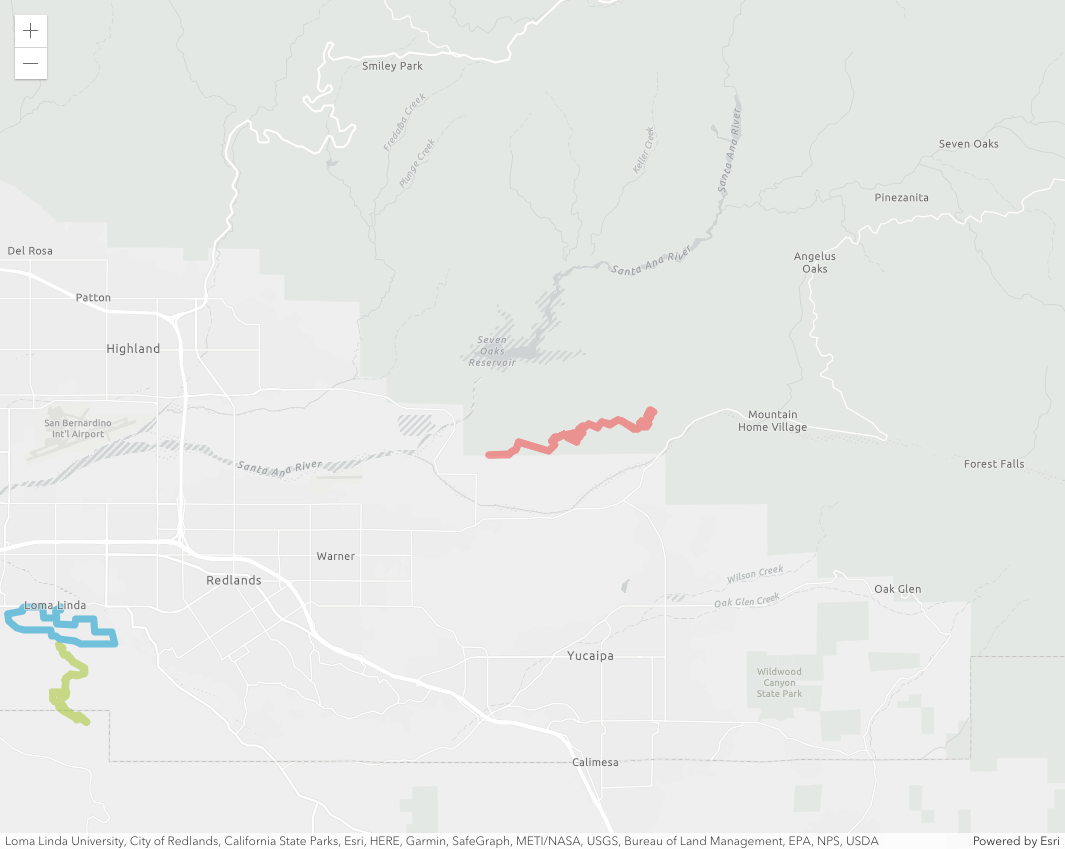 +
−
Smiley Park
Fredalba Creek
Plunge Creek
Keller Creek
Santa Ana River
Seven Oaks
Pinezanita
Del Rosa
Angelus
Oaks
Santa Ana River
Patton
Highland
Seven
Oaks
Reservoir
San Bernardino
Int'l Airport
Mountain
Home Village
Santa Ana River
Forest Falls
Warner
Redlands
Wilson Creek
Oak Glen
Loma Linda
Oak Glen Creek
Yucaipa
Wildwood
Canyon
State Park
Calimesa
Loma Linda University, City of Redlands, California State Parks, Esri, HERE, Garmin, SafeGraph, METI/NASA, USGS, Bureau of Land Management, EPA, NPS, USDA
Powered by Esri